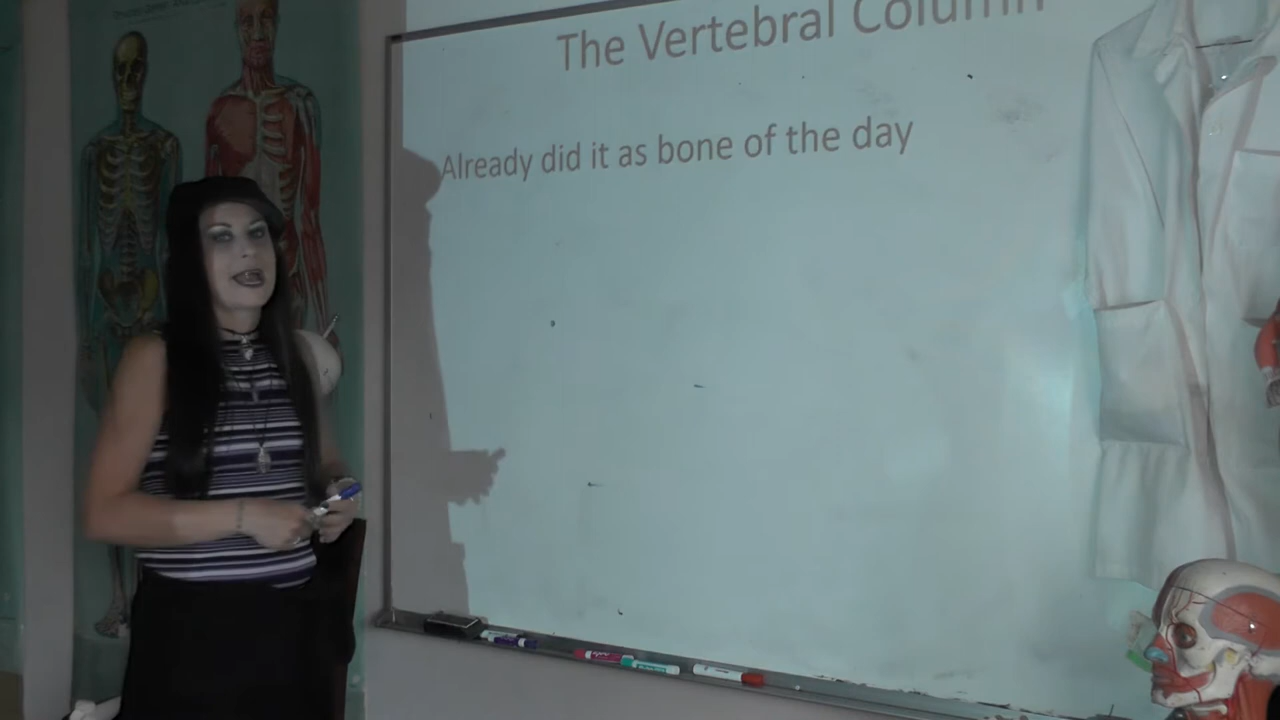 The Vertebral Column
Already did it as bone of the day